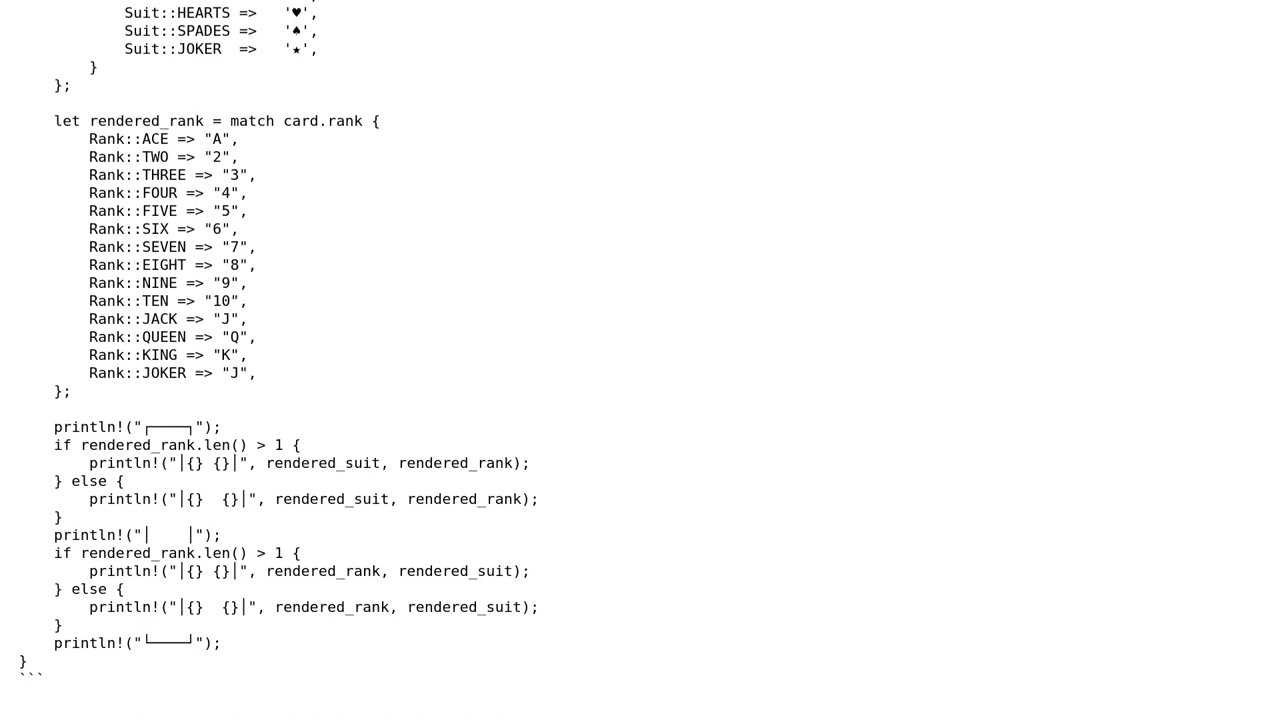 Suit::HEARTS =>   '♥',
            Suit::SPADES =>   '♠',
            Suit::JOKER  =>   '★',
        }
    };

    let rendered_rank = match card.rank {
        Rank::ACE => "A",
        Rank::TWO => "2",
        Rank::THREE => "3",
        Rank::FOUR => "4",
        Rank::FIVE => "5",
        Rank::SIX => "6",
        Rank::SEVEN => "7",
        Rank::EIGHT => "8",
        Rank::NINE => "9",
        Rank::TEN => "10",
        Rank::JACK => "J",
        Rank::QUEEN => "Q",
        Rank::KING => "K",
        Rank::JOKER => "J",
    };

    println!("┌────┐");
    if rendered_rank.len() > 1 {
        println!("│{} {}│", rendered_suit, rendered_rank);
    } else {
        println!("│{}  {}│", rendered_suit, rendered_rank);
    }
    println!("│    │");
    if rendered_rank.len() > 1 {
        println!("│{} {}│", rendered_rank, rendered_suit);
    } else {
        println!("│{}  {}│", rendered_rank, rendered_suit);
    }
    println!("└────┘");
}
```